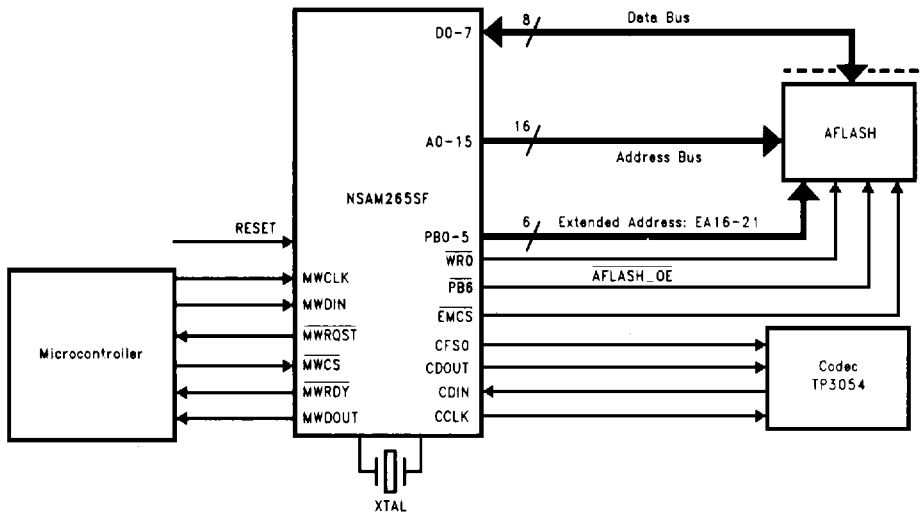 D0-7
8
Data Bus
AFLASH
A0-15
16
Address Bus
NSAM265SF
PB0-5
6
Extended Address: EA16-21
RESET
WR0
PB6
AFLASH_OE
EMCS
Microcontroller
MWCLK
MWDIN
MWRQST
MWCS
MWRDY
MWDOUT
CFS0
CDOUT
CDIN
CCLK
Codec
TP3054
XTAL